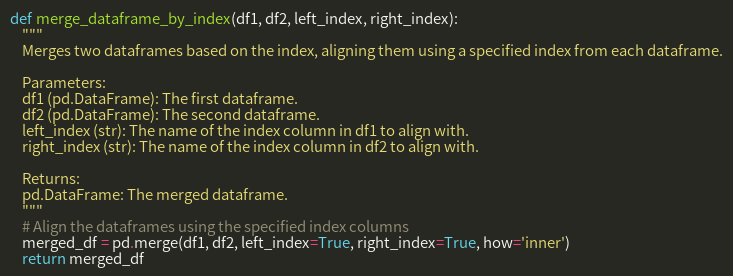 def merge_dataframe_by_index(df1, df2, left_index, right_index):
    """
    Merges two dataframes based on the index, aligning them using a specified index from each dataframe.

    Parameters:
    df1 (pd.DataFrame): The first dataframe.
    df2 (pd.DataFrame): The second dataframe.
    left_index (str): The name of the index column in df1 to align with.
    right_index (str): The name of the index column in df2 to align with.

    Returns:
    pd.DataFrame: The merged dataframe.
    """
    # Align the dataframes using the specified index columns
    merged_df = pd.merge(df1, df2, left_index=True, right_index=True, how='inner')
    return merged_df